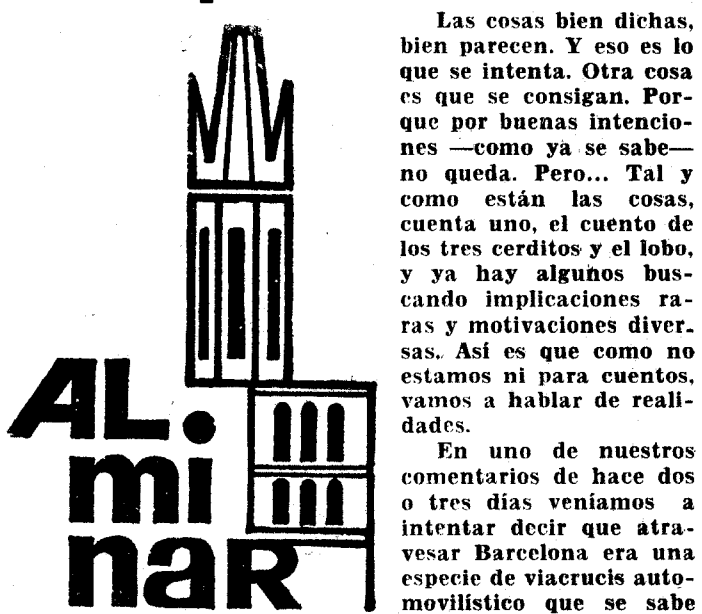 AL.
mi
naR
Las cosas bien dichas,
bien parecen. Y eso es lo
que se intenta. Otra cosa
es que se consigan. Por-
que por buenas intencio-
nes —como ya se sabe—
no queda. Pero... Tal y
como están las cosas,
cuenta uno, el cuento de
los tres cerditos y el lobo,
y ya hay algunos bus-
cando implicaciones ra-
ras y motivaciones diver-
sas. Así es que como no
estamos ni para cuentos,
vamos a hablar de reali-
dades.
En uno de nuestros
comentarios de hace dos
o tres días veníamos a
intentar decir que atra-
vesar Barcelona era una
especie de viacrucis auto-
movilístico que se sabe